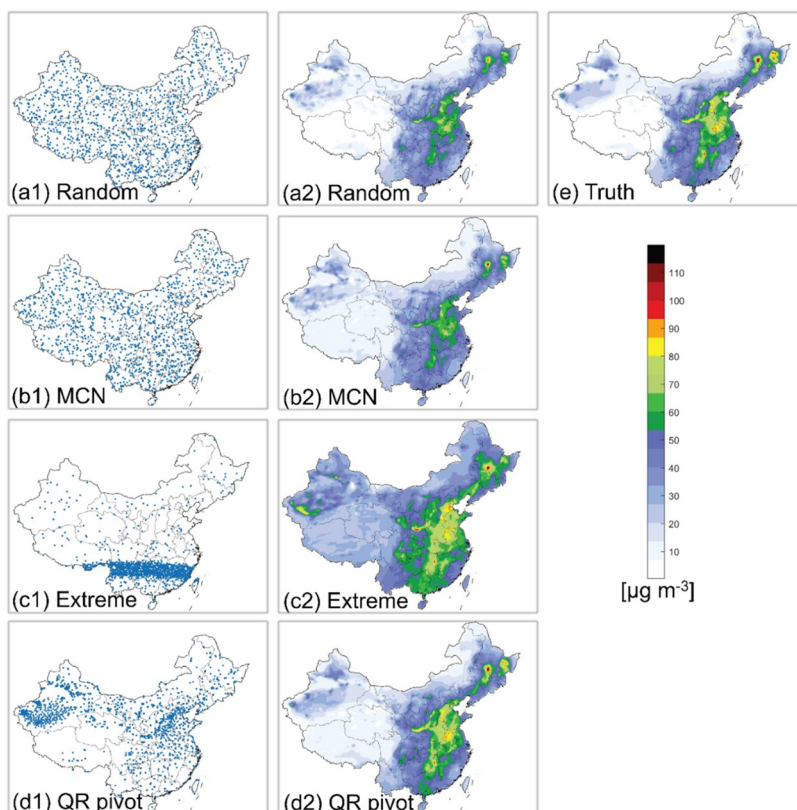 (a1) Random
(a2) Random
(e) Truth
(b1) MCN
(b2) MCN
110
100
90
80
70
60
50
40
30
20
10
[µg m-3]
(c1) Extreme
(c2) Extreme
(d1) QR pivot
(d2) QR pivot